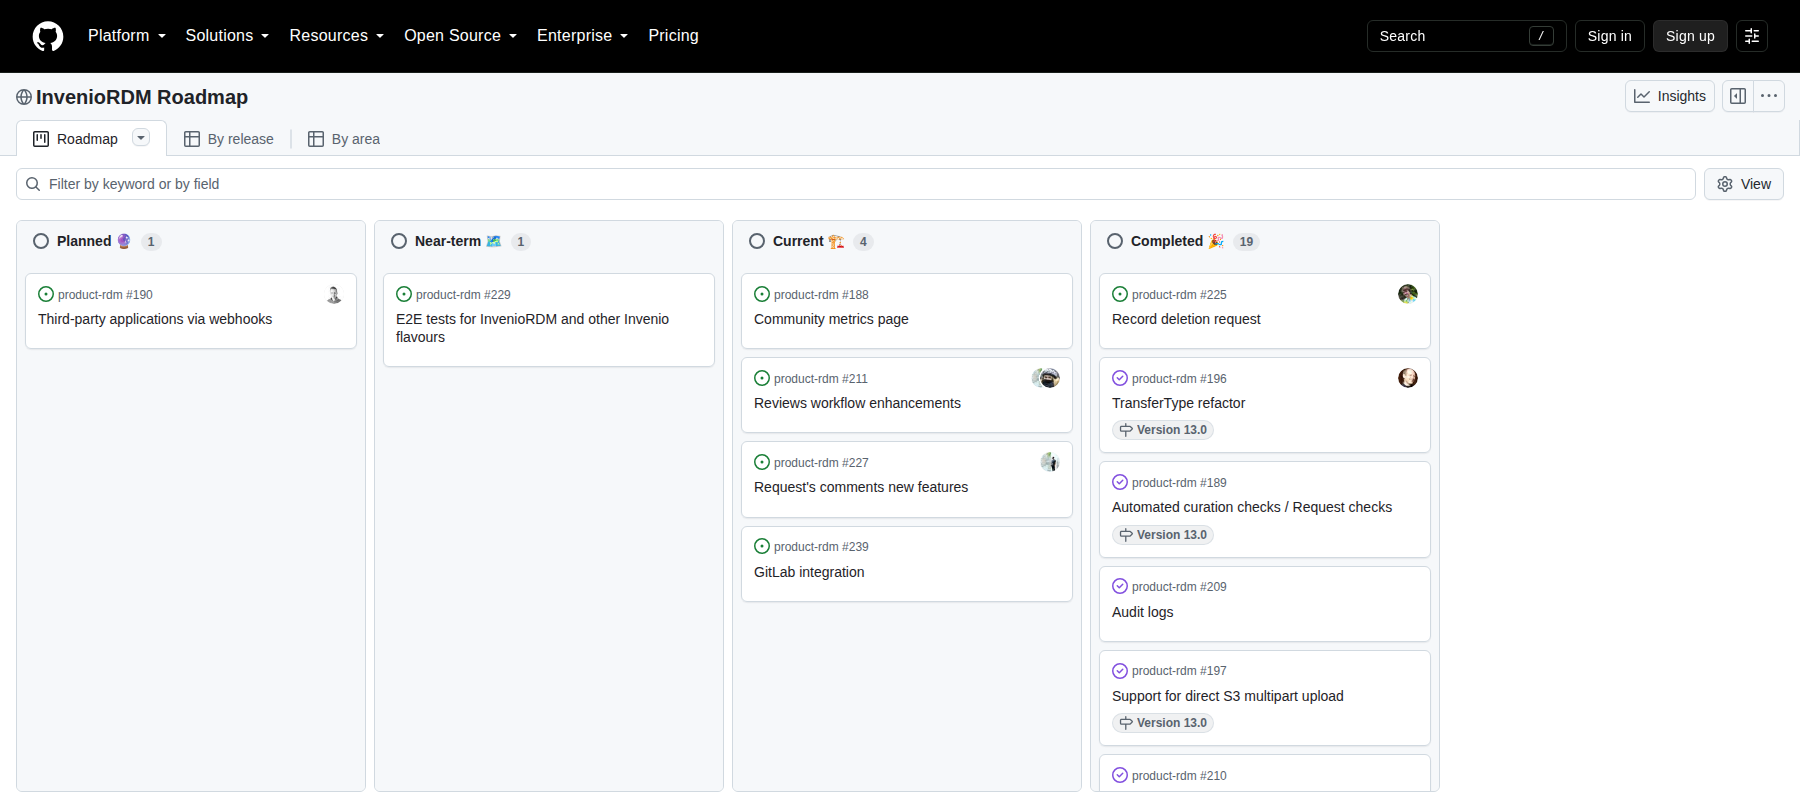 Platform Solutions Resources Open Source Enterprise Pricing Search / Sign in Sign up
InvenioRDM Roadmap Insights
Roadmap By release By area
Filter by keyword or by field View
Planned 🔮 1
product-rdm #190
Third-party applications via webhooks
Near-term 🗺️ 1
product-rdm #229
E2E tests for InvenioRDM and other Invenio
flavours
Current 🏗️ 4
product-rdm #188
Community metrics page
product-rdm #211
Reviews workflow enhancements
product-rdm #227
Request's comments new features
product-rdm #239
GitLab integration
Completed 🎉 19
product-rdm #225
Record deletion request
product-rdm #196
TransferType refactor
Version 13.0
product-rdm #189
Automated curation checks / Request checks
Version 13.0
product-rdm #209
Audit logs
product-rdm #197
Support for direct S3 multipart upload
Version 13.0
product-rdm #210